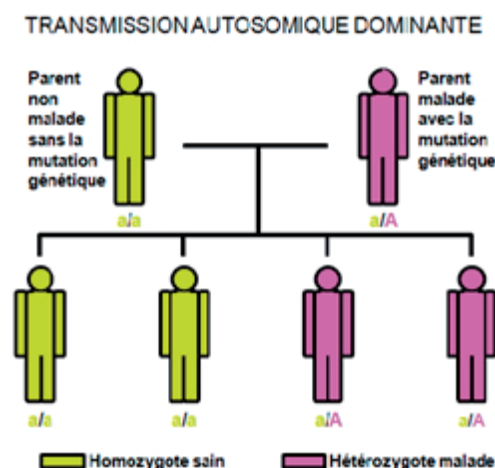 TRANSMISSION AUTOSOMIQUE DOMINANTE
Parent
non
malade
sans la
mutation
génétique
Parent
malade
avec la
mutation
génétique
a/a
a/A
a/a
a/a
a/A
a/A
Homozygote sain
Hétérozygote malade